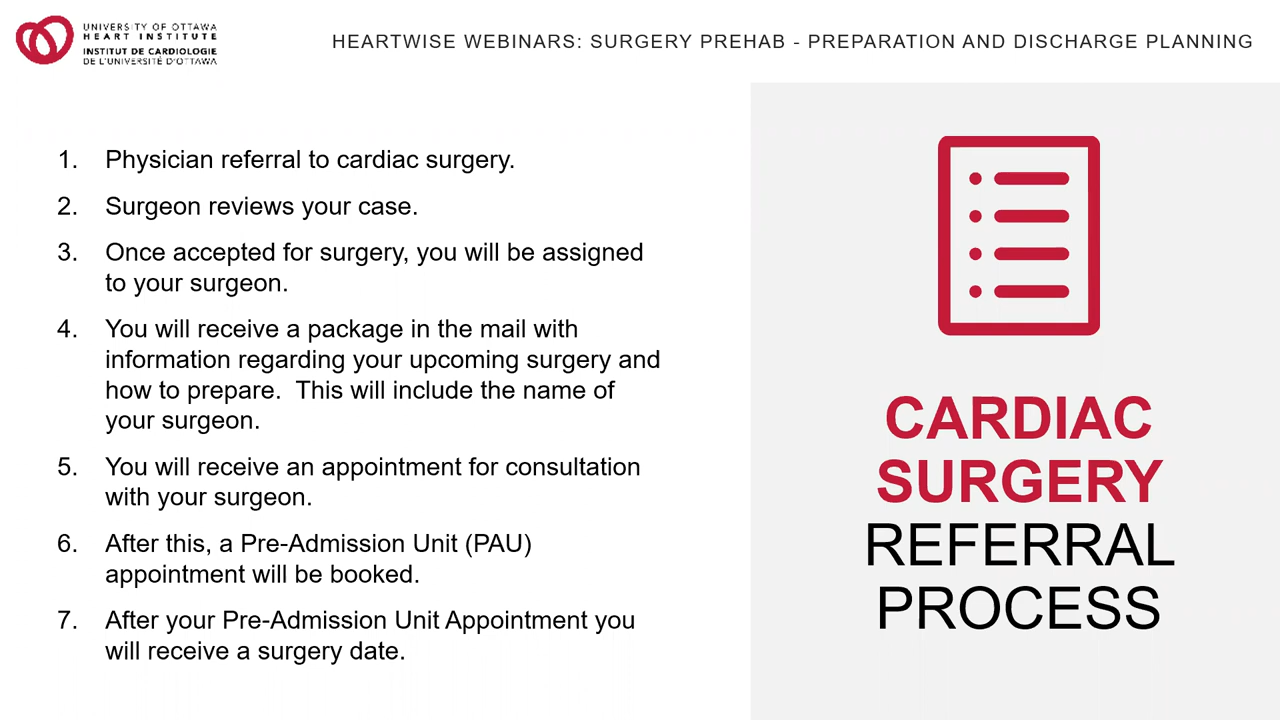 UNIVERSITY OF OTTAWA
HEART INSTITUTE
INSTITUT DE CARDIOLOGIE
DE L'UNIVERSITÉ D'OTTAWA
HEARTWISE WEBINARS: SURGERY PREHAB - PREPARATION AND DISCHARGE PLANNING
1. Physician referral to cardiac surgery.
2. Surgeon reviews your case.
3. Once accepted for surgery, you will be assigned
to your surgeon.
4. You will receive a package in the mail with
information regarding your upcoming surgery and
how to prepare.  This will include the name of
your surgeon.
5. You will receive an appointment for consultation
with your surgeon.
6. After this, a Pre-Admission Unit (PAU)
appointment will be booked.
7. After your Pre-Admission Unit Appointment you
will receive a surgery date.
CARDIAC
SURGERY
REFERRAL
PROCESS